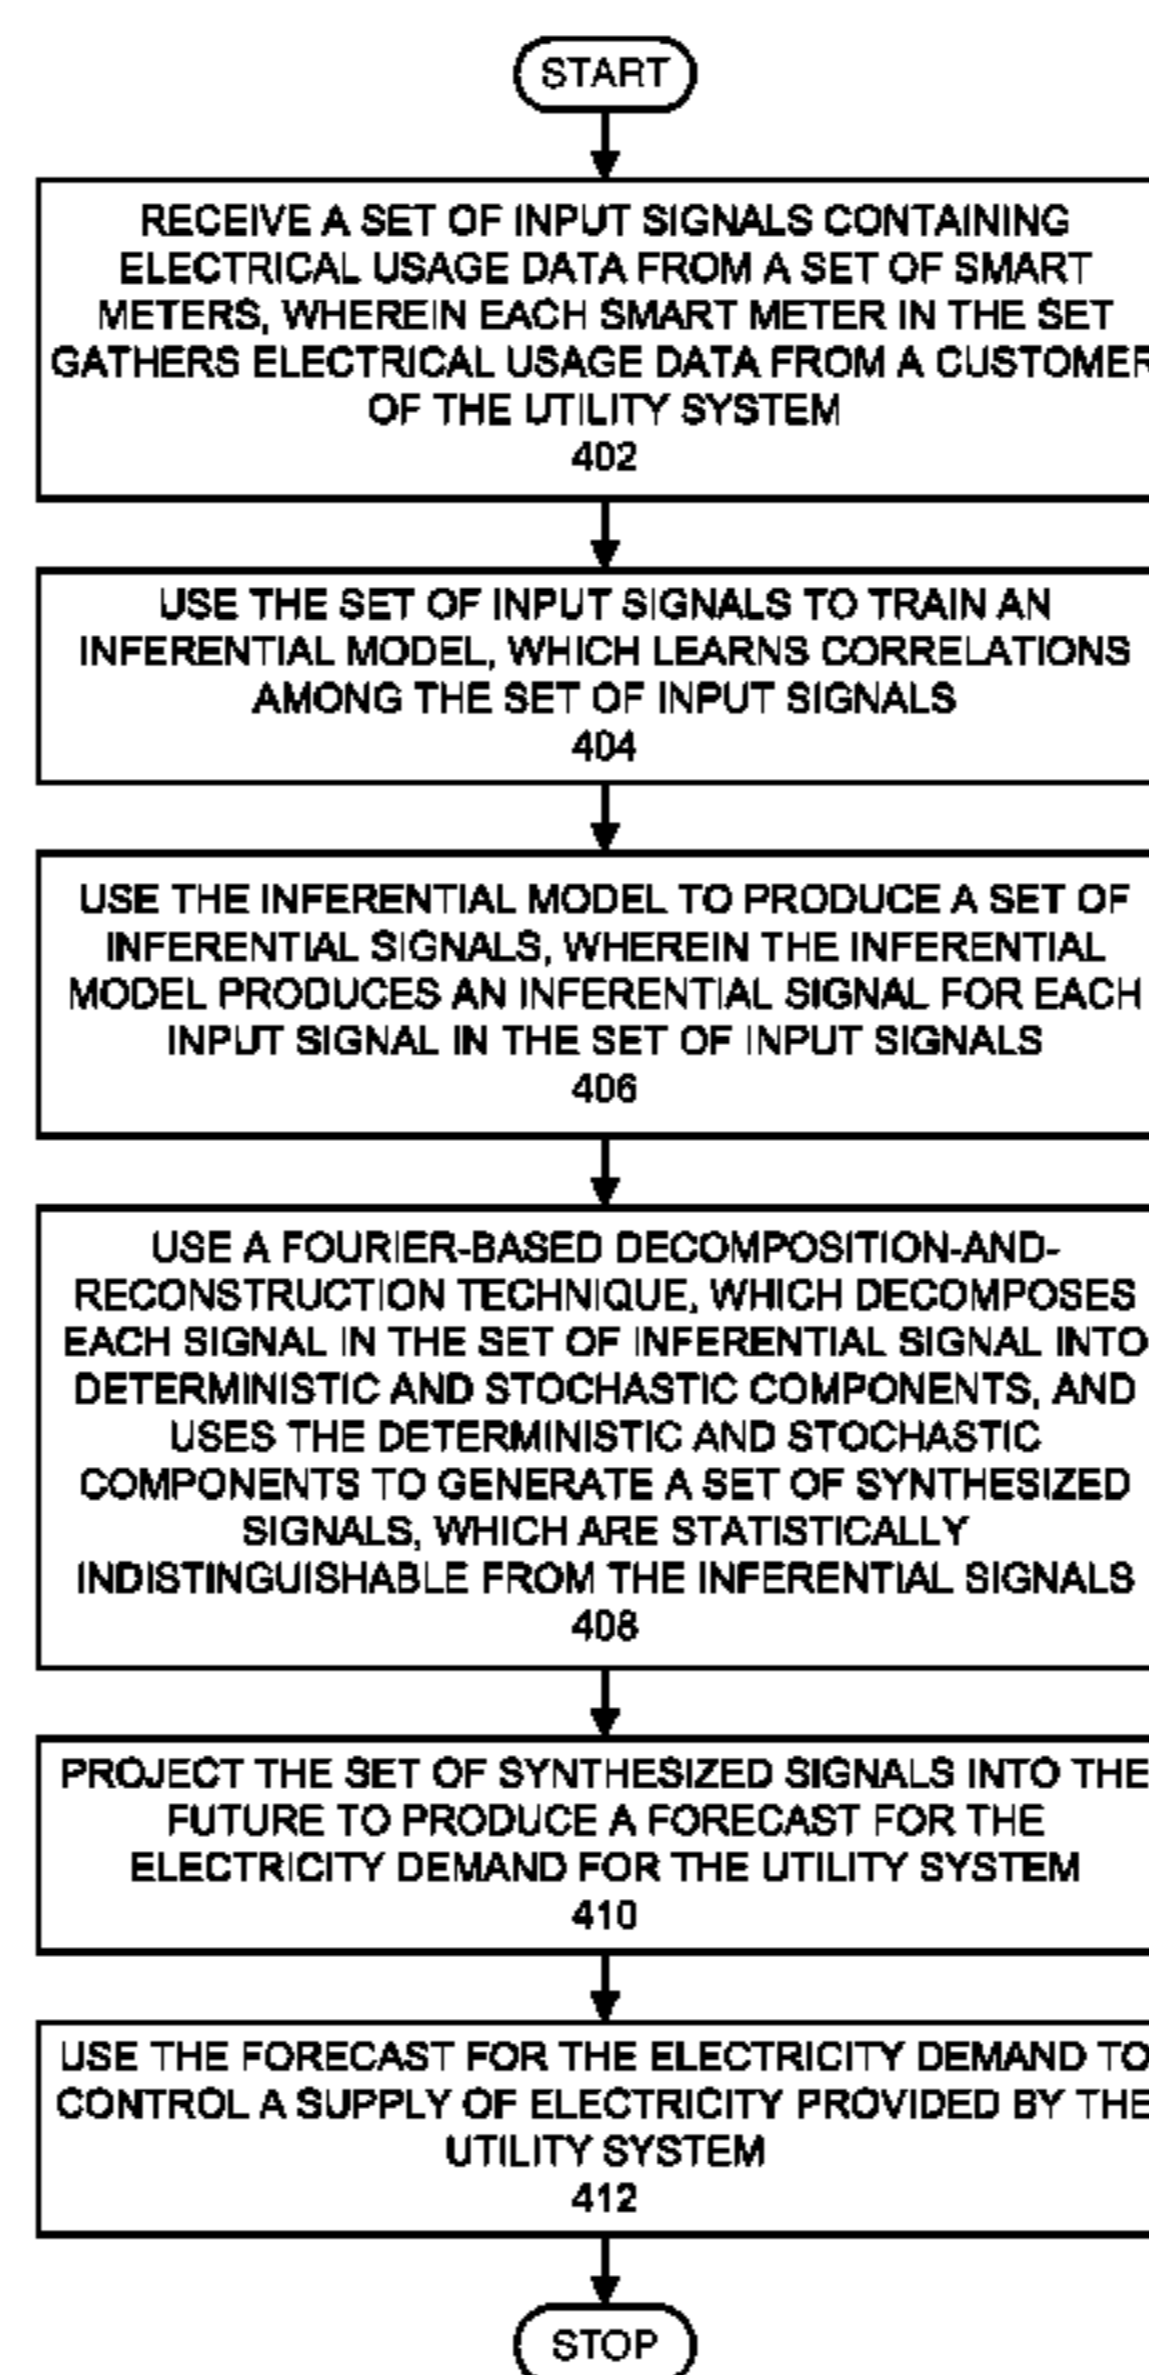 START
RECEIVE A SET OF INPUT SIGNALS CONTAINING
ELECTRICAL USAGE DATA FROM A SET OF SMART
METERS, WHEREIN EACH SMART METER IN THE SET
GATHERS ELECTRICAL USAGE DATA FROM A CUSTOMER
OF THE UTILITY SYSTEM
402
USE THE SET OF INPUT SIGNALS TO TRAIN AN
INFERENTIAL MODEL, WHICH LEARNS CORRELATIONS
AMONG THE SET OF INPUT SIGNALS
404
USE THE INFERENTIAL MODEL TO PRODUCE A SET OF
INFERENTIAL SIGNALS, WHEREIN THE INFERENTIAL
MODEL PRODUCES AN INFERENTIAL SIGNAL FOR EACH
INPUT SIGNAL IN THE SET OF INPUT SIGNALS
406
USE A FOURIER-BASED DECOMPOSITION-AND-
RECONSTRUCTION TECHNIQUE, WHICH DECOMPOSES
EACH SIGNAL IN THE SET OF INFERENTIAL SIGNAL INTO
DETERMINISTIC AND STOCHASTIC COMPONENTS, AND
USES THE DETERMINISTIC AND STOCHASTIC
COMPONENTS TO GENERATE A SET OF SYNTHESIZED
SIGNALS, WHICH ARE STATISTICALLY
INDISTINGUISHABLE FROM THE INFERENTIAL SIGNALS
408
PROJECT THE SET OF SYNTHESIZED SIGNALS INTO THE
FUTURE TO PRODUCE A FORECAST FOR THE
ELECTRICITY DEMAND FOR THE UTILITY SYSTEM
410
USE THE FORECAST FOR THE ELECTRICITY DEMAND TO
CONTROL A SUPPLY OF ELECTRICITY PROVIDED BY THE
UTILITY SYSTEM
412
STOP